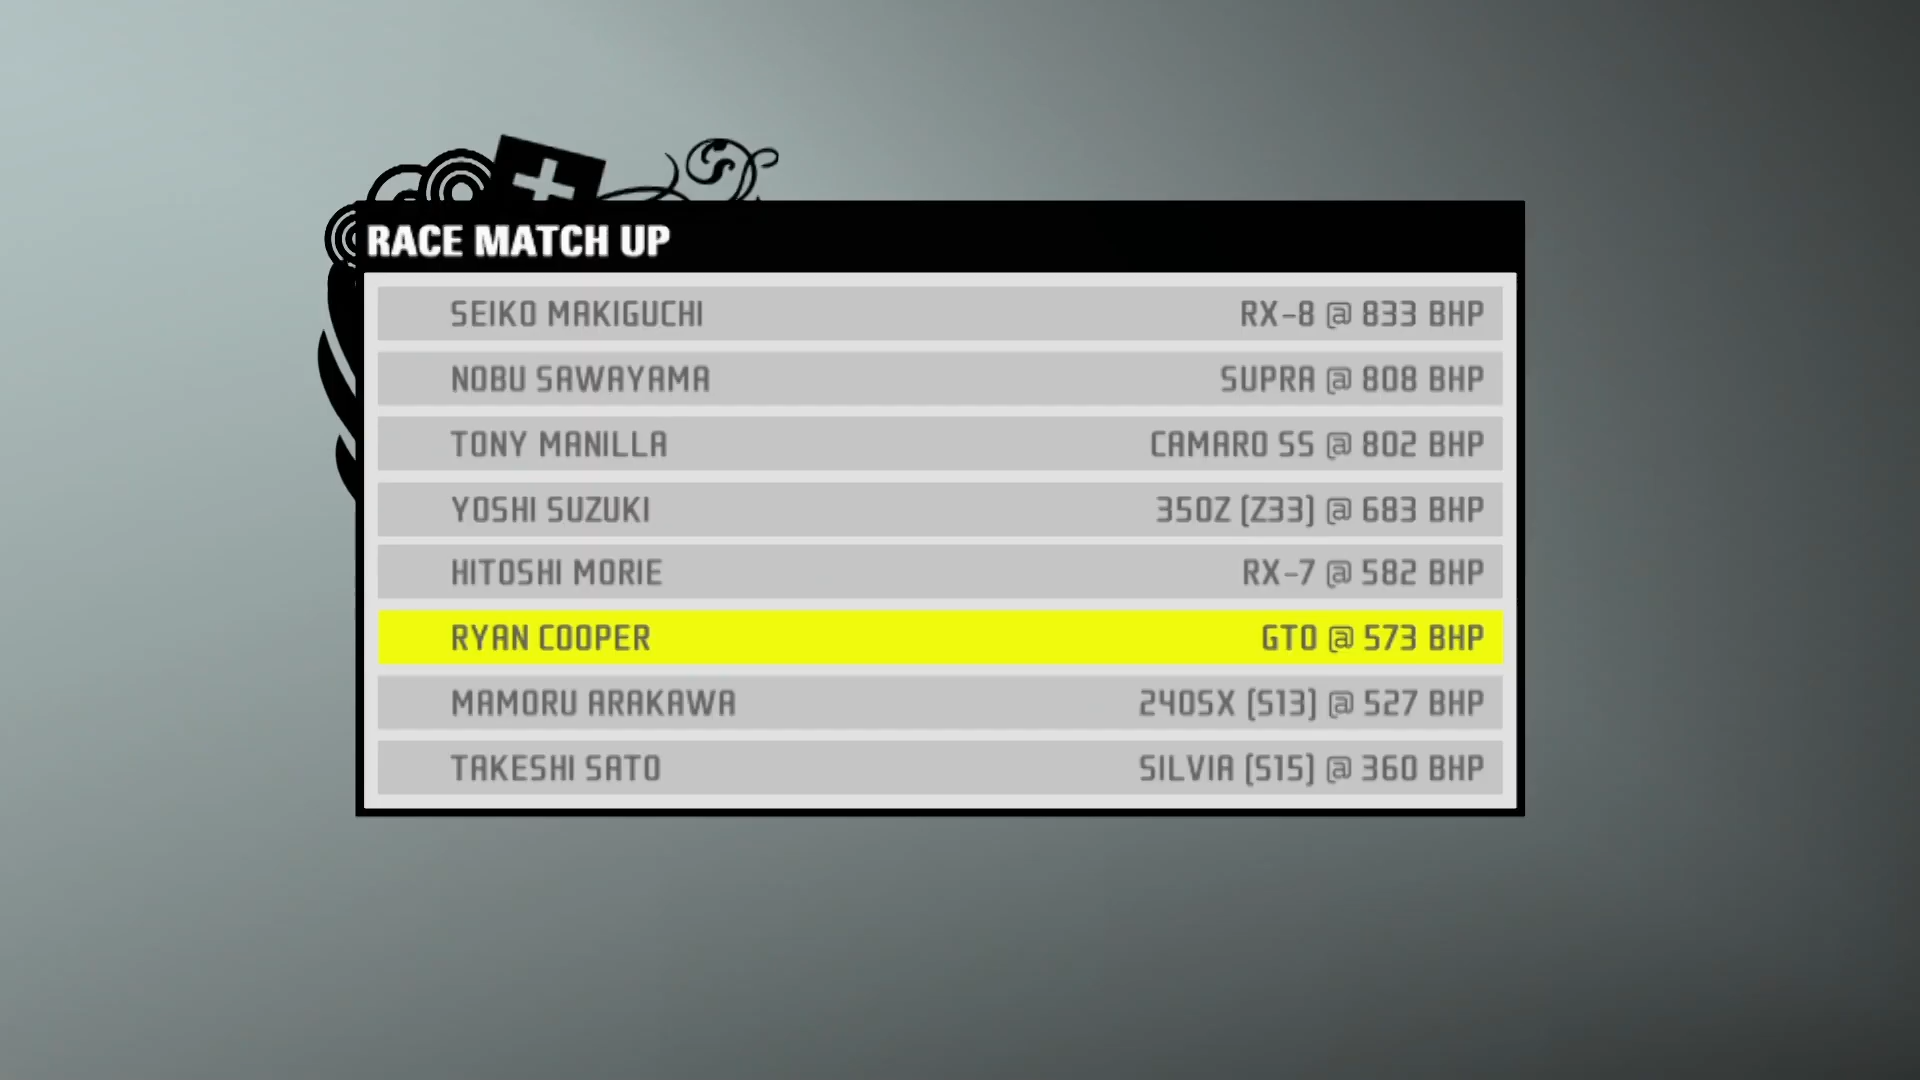 RACE MATCH UP
SEIKO MAKIGUCHI RX-8 @ 833 BHP
NOBU SAWAYAMA SUPRA @ 808 BHP
TONY MANILLA CAMARO SS @ 802 BHP
YOSHI SUZUKI 350Z (Z33) @ 683 BHP
HITOSHI MORIE RX-7 @ 582 BHP
RYAN COOPER GTO @ 573 BHP
MAMORU ARAKAWA 240SX (S13) @ 527 BHP
TAKESHI SATO SILVIA (S15) @ 360 BHP